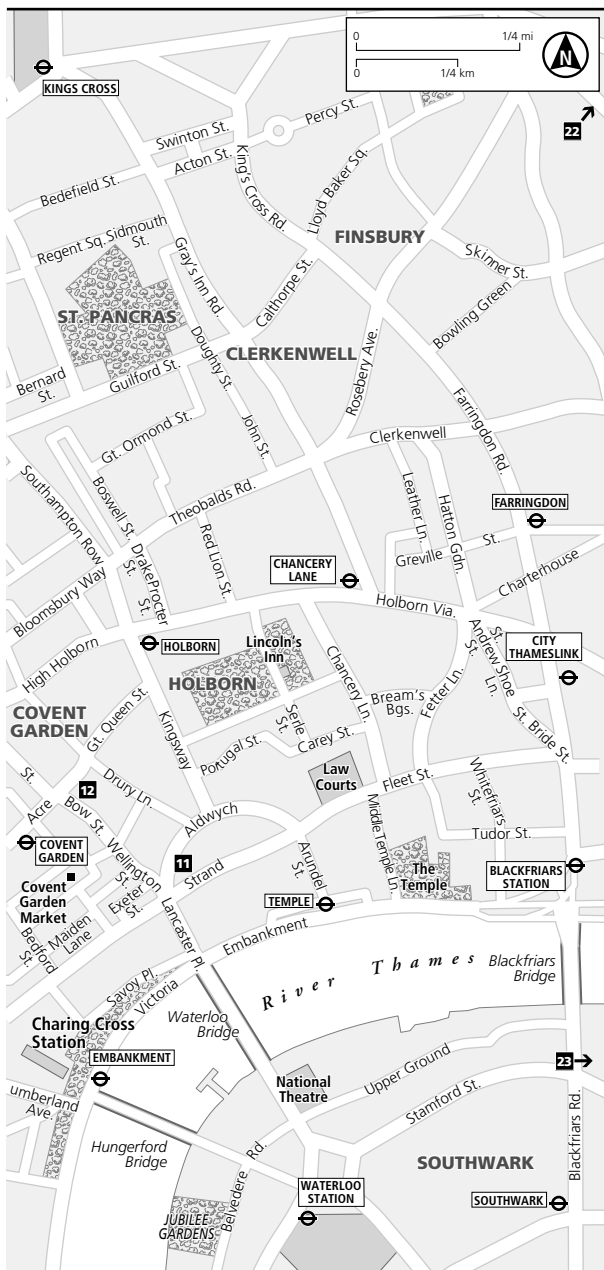 0 1/4 mi
0 1/4 km
N
KINGS CROSS
22
Percy St.
Swinton St.
Acton St.
Bedefield St.
King's Cross Rd.
Lloyd Baker Sq.
FINSBURY
Sidmouth
St.
Regent Sq.
Gray's Inn Rd.
Skinner St.
Calthorpe St.
ST. PANCRAS
Bowling Green
CLERKENWELL
Doughty St.
Rosebery Ave.
Bernard
St.
Guilford St.
Farringdon Rd.
John St.
Gt. Ormond St.
Clerkenwell
Southampton Row
Boswell St.
Theobalds Rd.
Leather Ln.
Hatton Gdn.
FARRINGDON
Red Lion St.
Drake
St.
Procter
St.
Greville St.
CHANCERY
LANE
Charterhouse
Bloomsbury Way
Holborn Via.
High Holborn
HOLBORN
Lincoln's
Inn
St. Andrew
St.
Shoe
Ln.
CITY
THAMESLINK
HOLBORN
Chancery Ln.
Bream's
Bgs.
Fetter Ln.
COVENT
GARDEN
Gt. Queen St.
Kingsway
Serle
St.
Carey St.
Portugal St.
St. Bride St.
Law
Courts
Fleet St.
Whitefriars
St.
St.
Acre
12
Drury Ln.
Bow St.
Aldwych
Middle Temple Ln.
Tudor St.
COVENT
GARDEN
Wellington
St.
11
Strand
Arundel
St.
The
Temple
BLACKFRIARS
STATION
Covent
Garden
Market
Exeter
St.
Maiden
Lane
Bedford
St.
TEMPLE
Lancaster Pl.
Embankment
Savoy Pl.
Victoria
River Thames
Blackfriars
Bridge
Waterloo
Bridge
Charing Cross
Station
EMBANKMENT
23
National
Theatre
Upper Ground
Stamford St.
umberland
Ave.
Hungerford
Bridge
Belvedere Rd.
Blackfriars Rd.
SOUTHWARK
WATERLOO
STATION
SOUTHWARK
JUBILEE
GARDENS